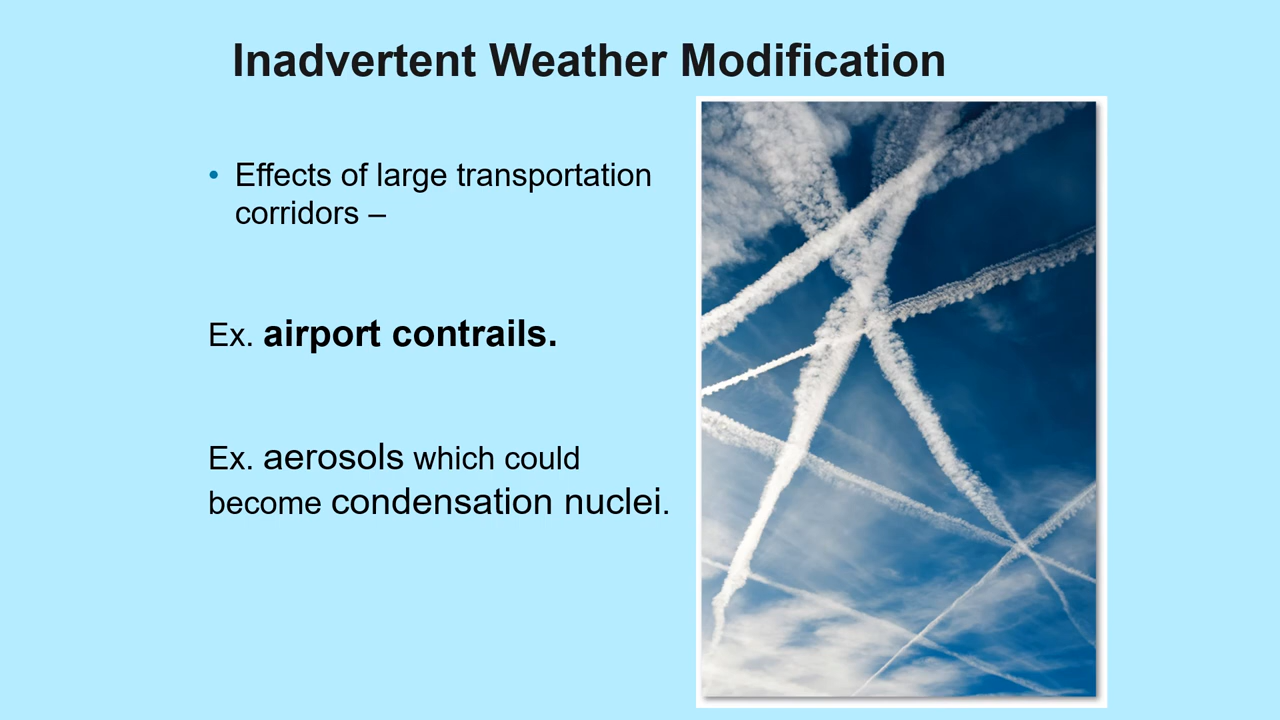 Inadvertent Weather Modification
• Effects of large transportation
corridors –
Ex. airport contrails.
Ex. aerosols which could
become condensation nuclei.